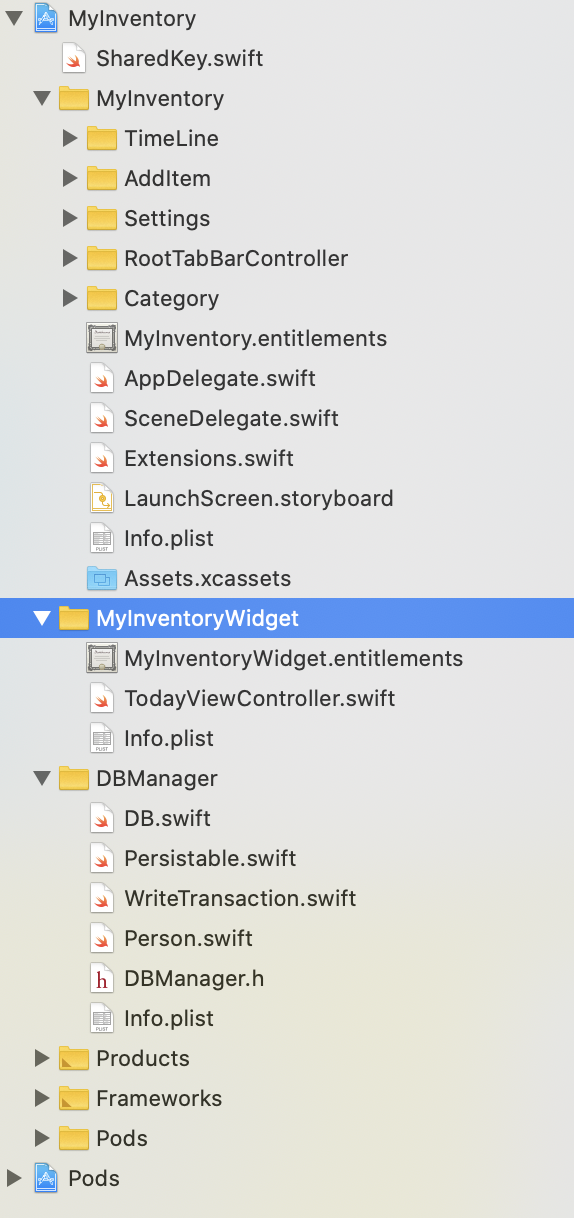 MyInventory
SharedKey.swift
MyInventory
TimeLine
AddItem
Settings
RootTabBarController
Category
MyInventory.entitlements
AppDelegate.swift
SceneDelegate.swift
Extensions.swift
LaunchScreen.storyboard
Info.plist
Assets.xcassets
MyInventoryWidget
MyInventoryWidget.entitlements
TodayViewController.swift
Info.plist
DBManager
DB.swift
Persistable.swift
WriteTransaction.swift
Person.swift
h DBManager.h
Info.plist
Products
Frameworks
Pods
Pods